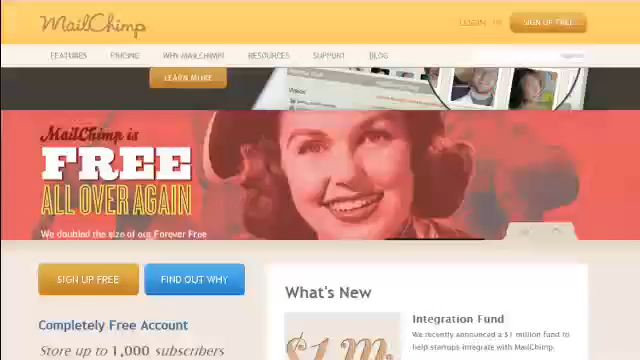 MailChimp
LOGIN
SIGN UP FREE
FEATURES PRICING WHY MAILCHIMP? RESOURCES SUPPORT BLOG
LEARN MORE
MailChimp is
FREE
ALL OVER AGAIN
We doubled the size of our Forever Free
SIGN UP FREE FIND OUT WHY
What's New
Completely Free Account
Store up to 1,000 subscribers
Integration Fund
We recently announced a $1 million fund to
help startups integrate with MailChimp.
$1 M